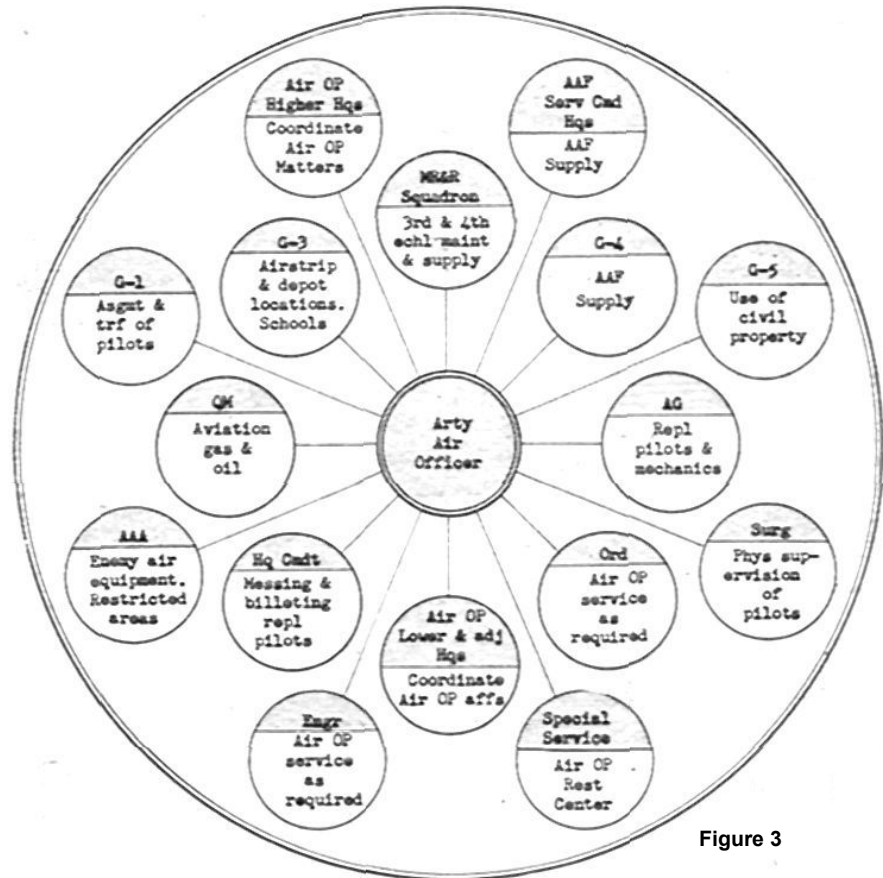 Air OP
Higher Hqs
Coordinate
Air OP
Matters
AAF
Serv Cmd
Hqs
AAF
Supply
MR&R
Squadron
3rd & 4th
echl maint
& supply
G-3
Airstrip
& depot
locations.
Schools
G-4
AAF
Supply
G-1
Asgmt &
trf of
pilots
G-5
Use of
civil
property
QM
Aviation
gas &
oil
Arty
Air
Officer
AG
Repl
pilots &
mechanics
AAA
Enemy air
equipment.
Restricted
areas
Hq Cmdt
Messing &
billeting
repl
pilots
Ord
Air OP
service
as
required
Surg
Phys sup-
ervision
of
pilots
Air OP
Lower & adj
Hqs
Coordinate
Air OP affs
Engr
Air OP
service
as
required
Special
Service
Air OP
Rest
Center
Figure 3